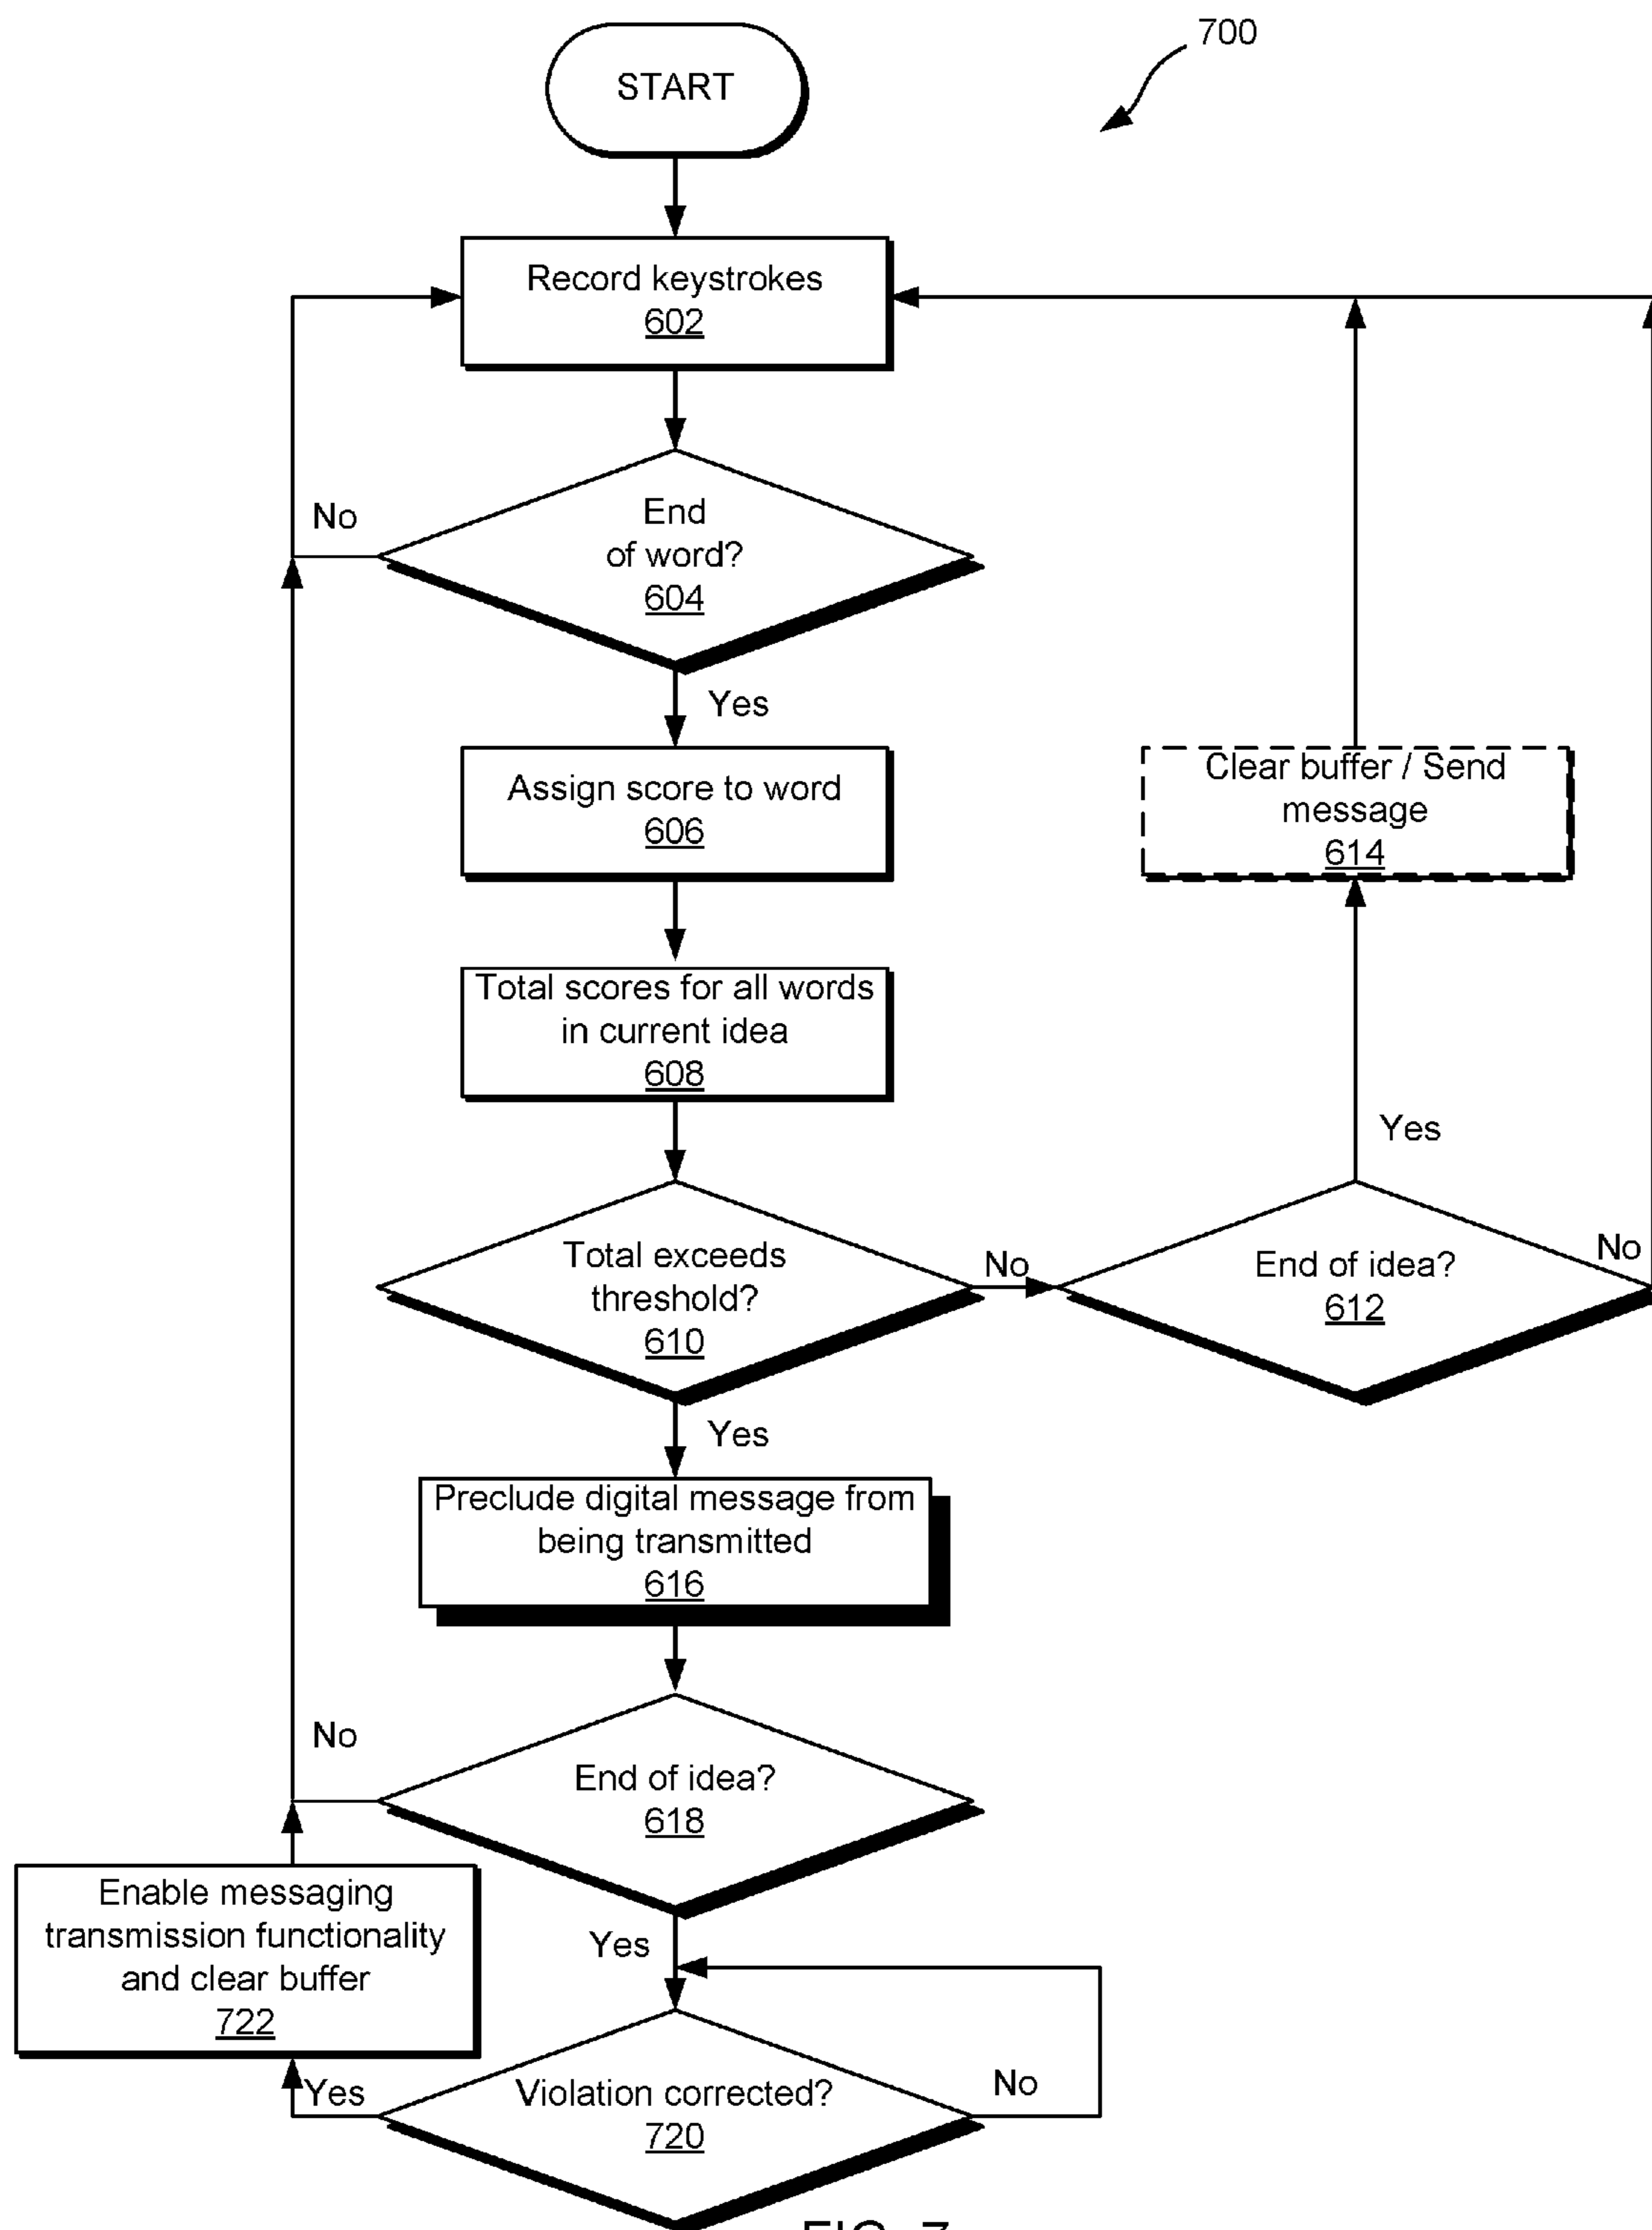 700
START
Record keystrokes
602
No
End
of word?
604
Yes
Assign score to word
606
Clear buffer / Send
message
614
Total scores for all words
in current idea
608
Yes
Total exceeds
threshold?
610
No
End of idea?
612
No
Yes
Preclude digital message from
being transmitted
616
No
End of idea?
618
Enable messaging
transmission functionality
and clear buffer
722
Yes
Yes
Violation corrected?
720
No
FIG. 7